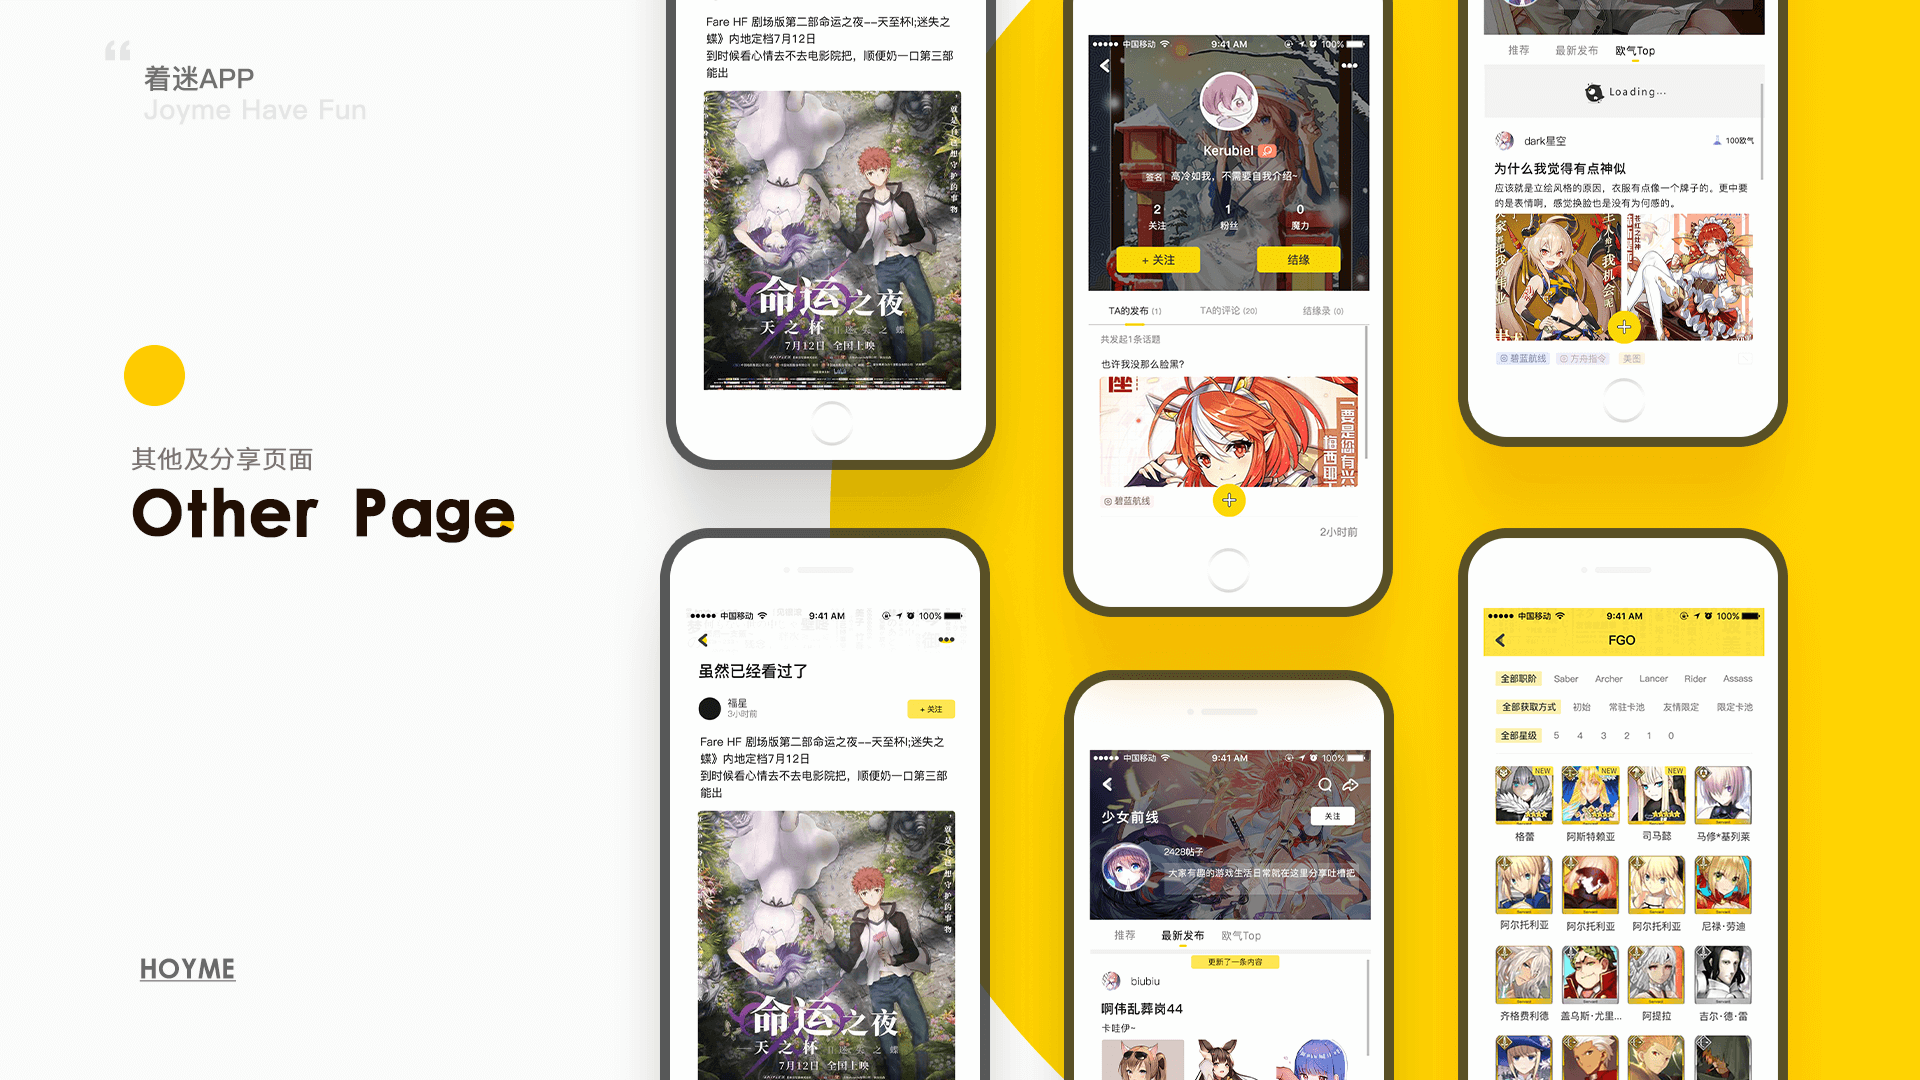 “
着迷APP
Joyme Have Fun
其他及分享页面
Other Page
HOYME
Fare HF 剧场版第二部命运之夜——天至杯I;迷失之
蝶》内地定档7月12日
到时候看心情去不去电影院把，顺便奶一口第三部
能出
就是我想守护的事物
命运之夜
天之杯 II 迷失之蝶
7月12日 全国上映
中国移动 9:41 AM 100%
虽然已经看过了
福星
3小时前
+ 关注
Fare HF 剧场版第二部命运之夜——天至杯I;迷失之
蝶》内地定档7月12日
到时候看心情去不去电影院把，顺便奶一口第三部
能出
命运之夜
天之杯 II 迷失之蝶
7月12日 全国上映
中国移动 9:41 AM 100%
Kerubiel
签名 高冷如我，不需要自我介绍~
2 1 0
关注 粉丝 魔力
+ 关注 结缘
TA的发布 (1) TA的评论 (20) 结缘录 (0)
共发起1条话题
也许我没那么脸黑?
碧蓝航线
2小时前
中国移动 9:41 AM 100%
少女前线
关注
2428帖子
大家有趣的游戏生活日常就在这里分享吐槽把
推荐 最新发布 欧气Top
更新了一条内容
biubiu
啊伟乱葬岗44
卡哇伊~
推荐 最新发布 欧气Top
Loading...
dark星空 100欧气
为什么我觉得有点神似
应该就是立绘风格的原因，衣服有点像一个牌子的。更中要
的是表情啊，感觉换脸也是没有为何感的。
碧蓝航线 方舟指令 美图
中国移动 9:41 AM 100%
FGO
全部职阶 Saber Archer Lancer Rider Assass
全部获取方式 初始 常驻卡池 友情限定 限定卡池
全部星级 5 4 3 2 1 0
NEW NEW NEW
格蕾 阿斯特赖亚 司马懿 马修*基列莱
阿尔托利亚 阿尔托利亚 阿尔托利亚 尼禄·劳迪
齐格费利德 盖乌斯·尤里... 阿提拉 吉尔·德·雷